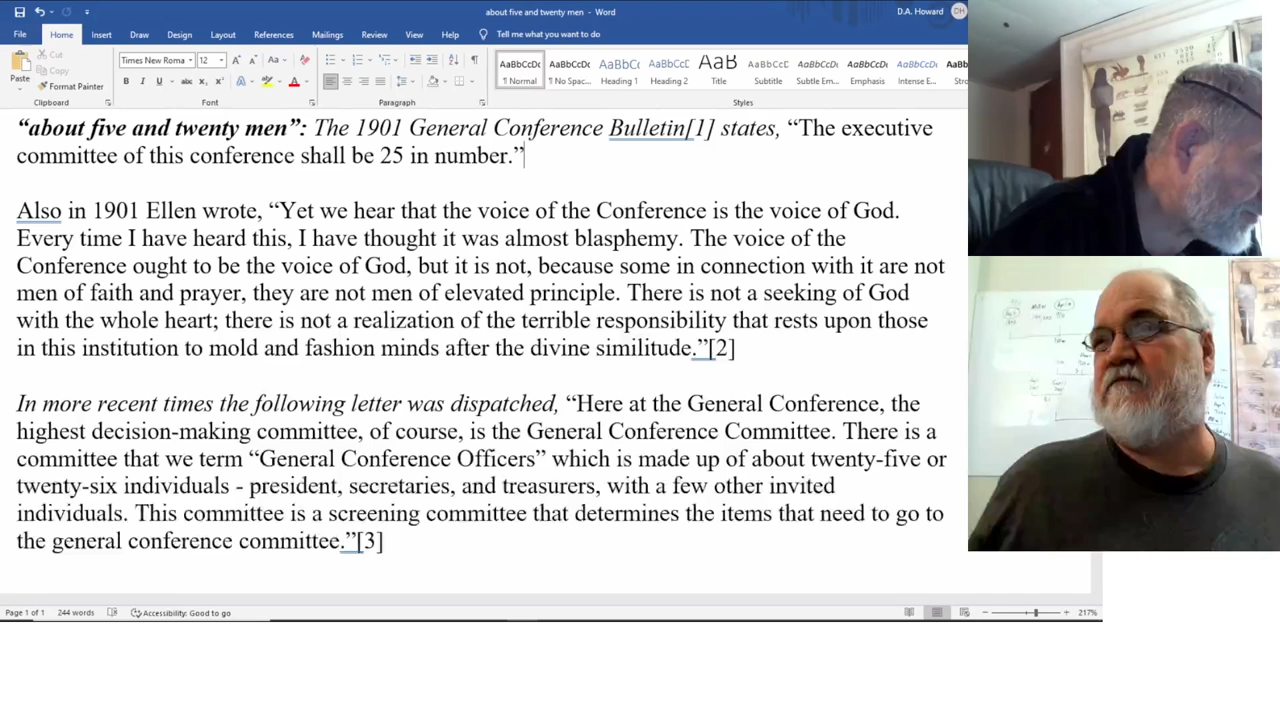 about five and twenty men - Word
D.A. Howard
DH
File Home Insert Draw Design Layout References Mailings Review View Help Tell me what you want to do
Cut
Copy
Format Painter
Paste
Times New Roma 12
Clipboard Font Paragraph Styles
AaBbCcDc AaBbCcDc AaBbCc AaBbCcC AaB AaBbCcC AaBbCcDc AaBbCcDc AaBbCcDc AaBbCc
¶ Normal ¶ No Spac... Heading 1 Heading 2 Title Subtitle Subtle Em... Emphasis Intense E... Stro
“about five and twenty men”: The 1901 General Conference Bulletin[1] states, “The executive
committee of this conference shall be 25 in number.”
Also in 1901 Ellen wrote, “Yet we hear that the voice of the Conference is the voice of God.
Every time I have heard this, I have thought it was almost blasphemy. The voice of the
Conference ought to be the voice of God, but it is not, because some in connection with it are not
men of faith and prayer, they are not men of elevated principle. There is not a seeking of God
with the whole heart; there is not a realization of the terrible responsibility that rests upon those
in this institution to mold and fashion minds after the divine similitude.”[2]
In more recent times the following letter was dispatched, “Here at the General Conference, the
highest decision-making committee, of course, is the General Conference Committee. There is a
committee that we term “General Conference Officers” which is made up of about twenty-five or
twenty-six individuals - president, secretaries, and treasurers, with a few other invited
individuals. This committee is a screening committee that determines the items that need to go to
the general conference committee.”[3]
Page 1 of 1 244 words Accessibility: Good to go 217%